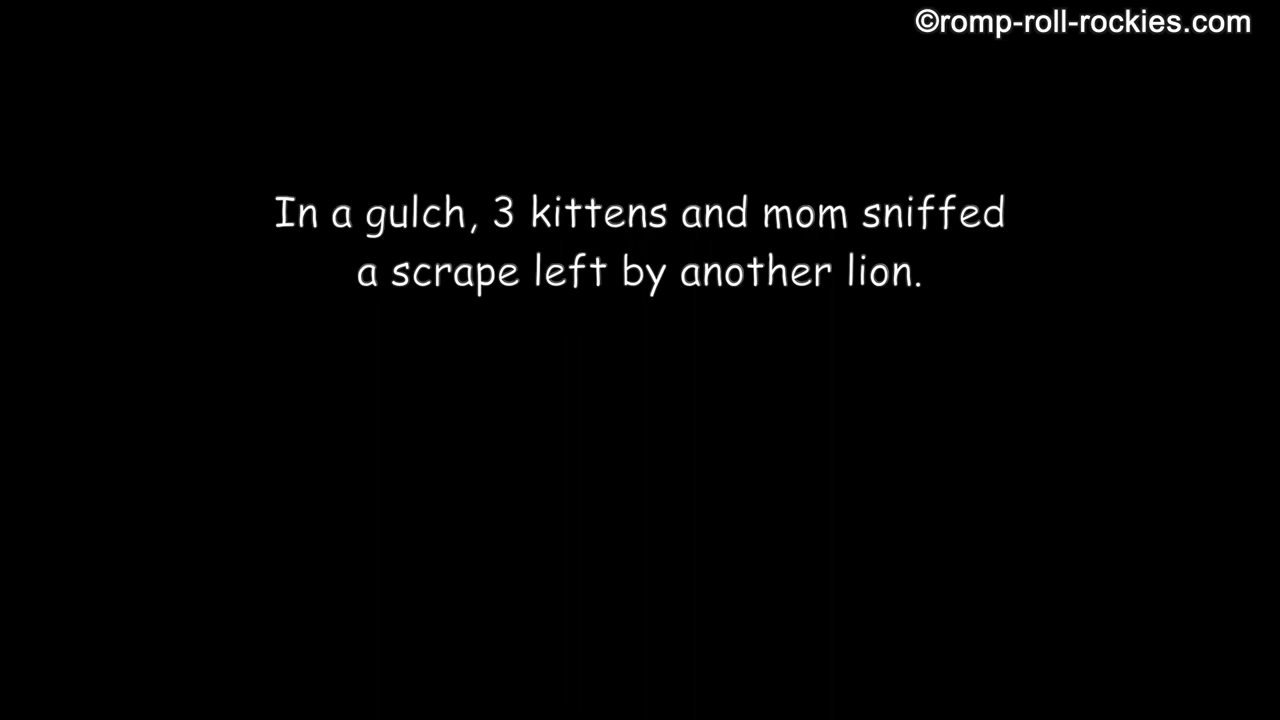 ©romp-roll-rockies.com
In a gulch, 3 kittens and mom sniffed
a scrape left by another lion.